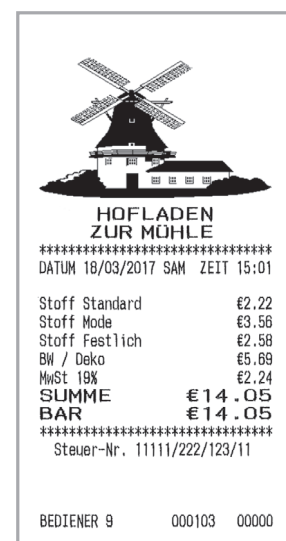 HOFLADEN
ZUR MÜHLE
********************************
DATUM 18/03/2017 SAM ZEIT 15:01
Stoff Standard €2.22
Stoff Mode €3.56
Stoff Festlich €2.58
BW / Deko €5.69
MwSt 19% €2.24
SUMME €14.05
BAR €14.05
********************************
Steuer-Nr. 11111/222/123/11
BEDIENER 9 000103 00000